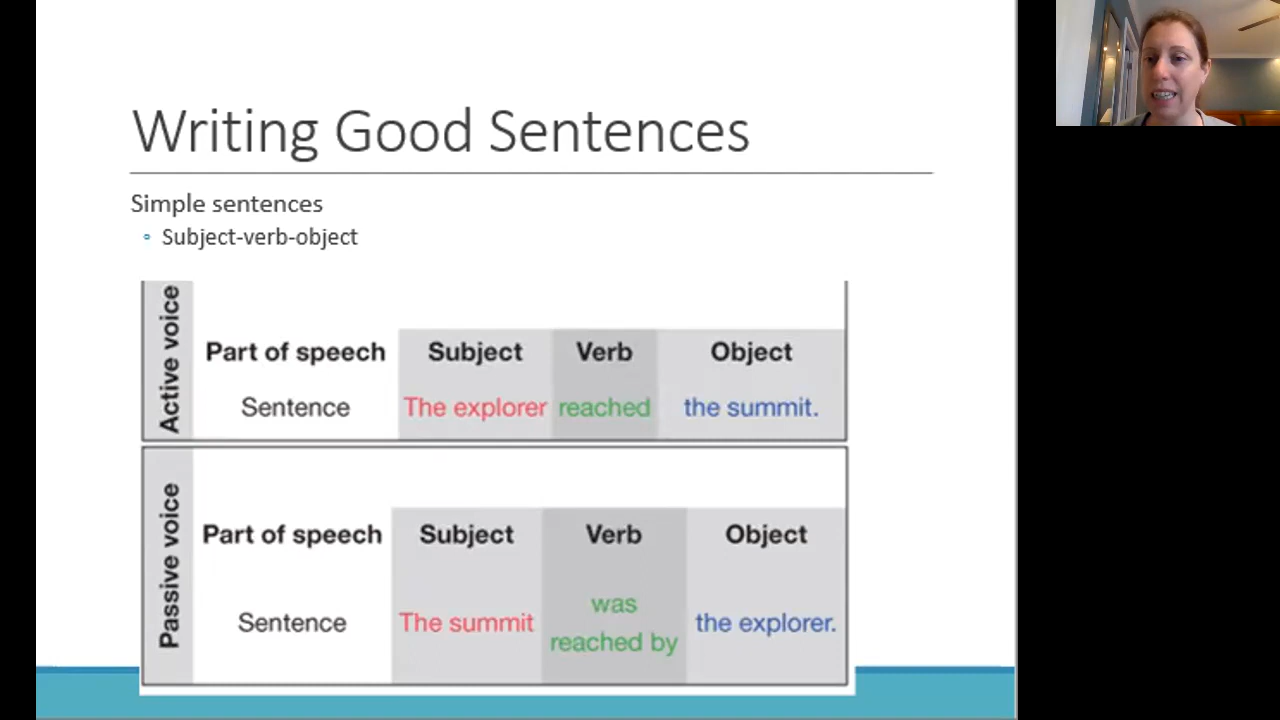 Writing Good Sentences
Simple sentences
Subject-verb-object
Active voice
Part of speech Subject Verb Object
Sentence The explorer reached the summit.
Passive voice
Part of speech Subject Verb Object
Sentence The summit was reached by the explorer.